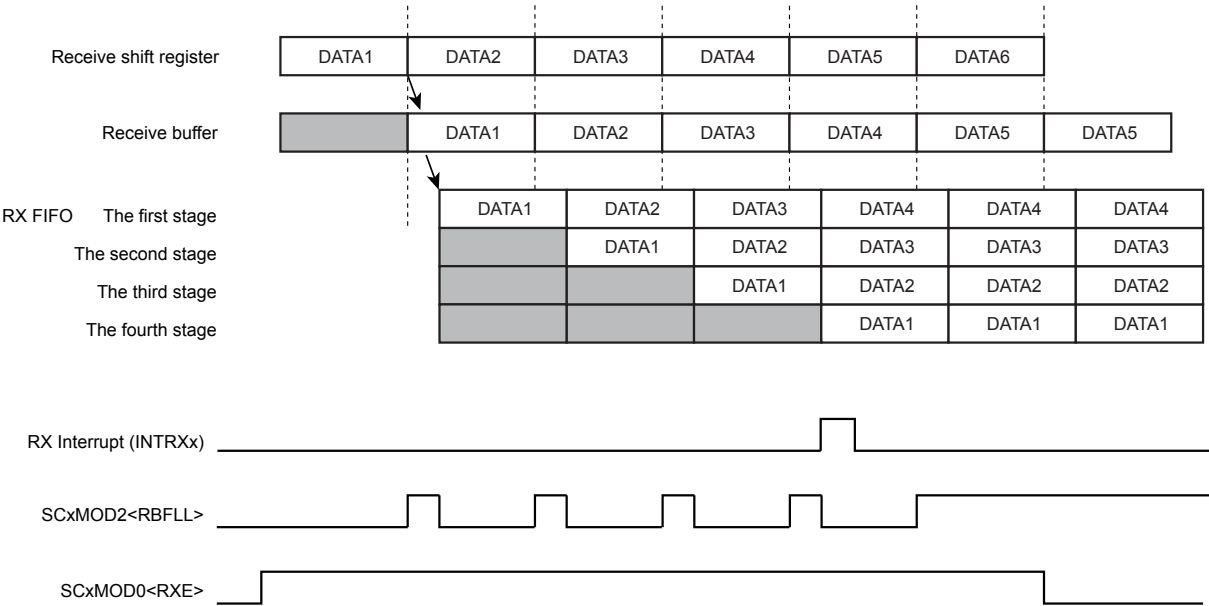 Receive shift register DATA1 DATA2 DATA3 DATA4 DATA5 DATA6
Receive buffer DATA1 DATA2 DATA3 DATA4 DATA5 DATA5
RX FIFO The first stage DATA1 DATA2 DATA3 DATA4 DATA4 DATA4
The second stage DATA1 DATA2 DATA3 DATA3 DATA3
The third stage DATA1 DATA2 DATA2 DATA2
The fourth stage DATA1 DATA1 DATA1
RX Interrupt (INTRXx)
SCxMOD2<RBFLL>
SCxMOD0<RXE>